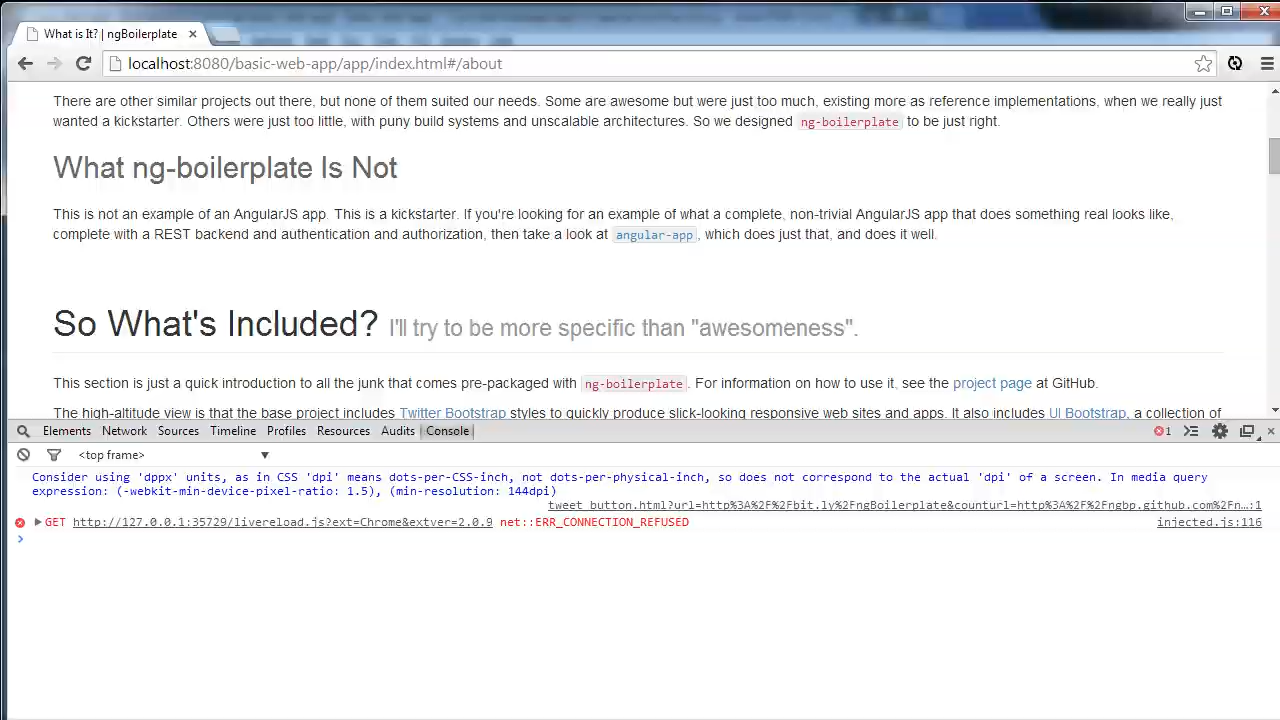 What is It? | ngBoilerplate
localhost:8080/basic-web-app/app/index.html#/about
There are other similar projects out there, but none of them suited our needs. Some are awesome but were just too much, existing more as reference implementations, when we really just
wanted a kickstarter. Others were just too little, with puny build systems and unscalable architectures. So we designed ng-boilerplate to be just right.
What ng-boilerplate Is Not
This is not an example of an AngularJS app. This is a kickstarter. If you're looking for an example of what a complete, non-trivial AngularJS app that does something real looks like,
complete with a REST backend and authentication and authorization, then take a look at angular-app, which does just that, and does it well.
So What's Included? I'll try to be more specific than "awesomeness".
This section is just a quick introduction to all the junk that comes pre-packaged with ng-boilerplate. For information on how to use it, see the project page at GitHub.
The high-altitude view is that the base project includes Twitter Bootstrap styles to quickly produce slick-looking responsive web sites and apps. It also includes UI Bootstrap, a collection of
Elements Network Sources Timeline Profiles Resources Audits Console 1
<top frame>
Consider using 'dppx' units, as in CSS 'dpi' means dots-per-CSS-inch, not dots-per-physical-inch, so does not correspond to the actual 'dpi' of a screen. In media query
expression: (-webkit-min-device-pixel-ratio: 1.5), (min-resolution: 144dpi)
tweet_button.html?url=http%3A%2F%2Fbit.ly%2FngBoilerplate&counturl=http%3A%2F%2Fngbp.github.com%2Fn…:1
GET http://127.0.0.1:35729/livereload.js?ext=Chrome&extver=2.0.9 net::ERR_CONNECTION_REFUSED injected.js:116